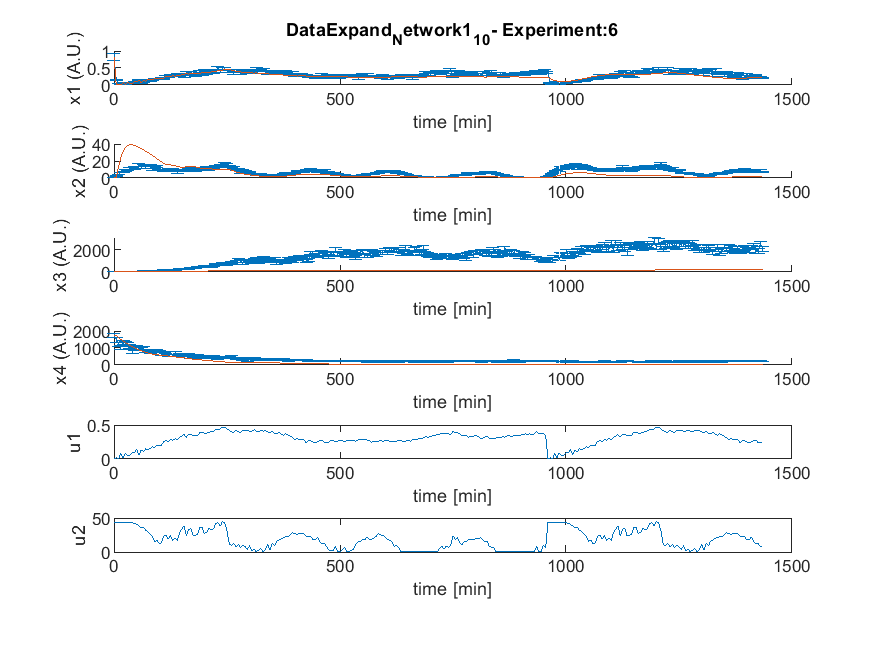 DataExpand_Network1_10- Experiment:6
1
0.5
0
x1 (A.U.)
0 500 1000 1500
time [min]
40
20
0
x2 (A.U.)
0 500 1000 1500
time [min]
2000
0
x3 (A.U.)
0 500 1000 1500
time [min]
2000
1000
0
x4 (A.U.)
0 500 1000 1500
time [min]
0.5
0
u1
0 500 1000 1500
time [min]
50
0
u2
0 500 1000 1500
time [min]